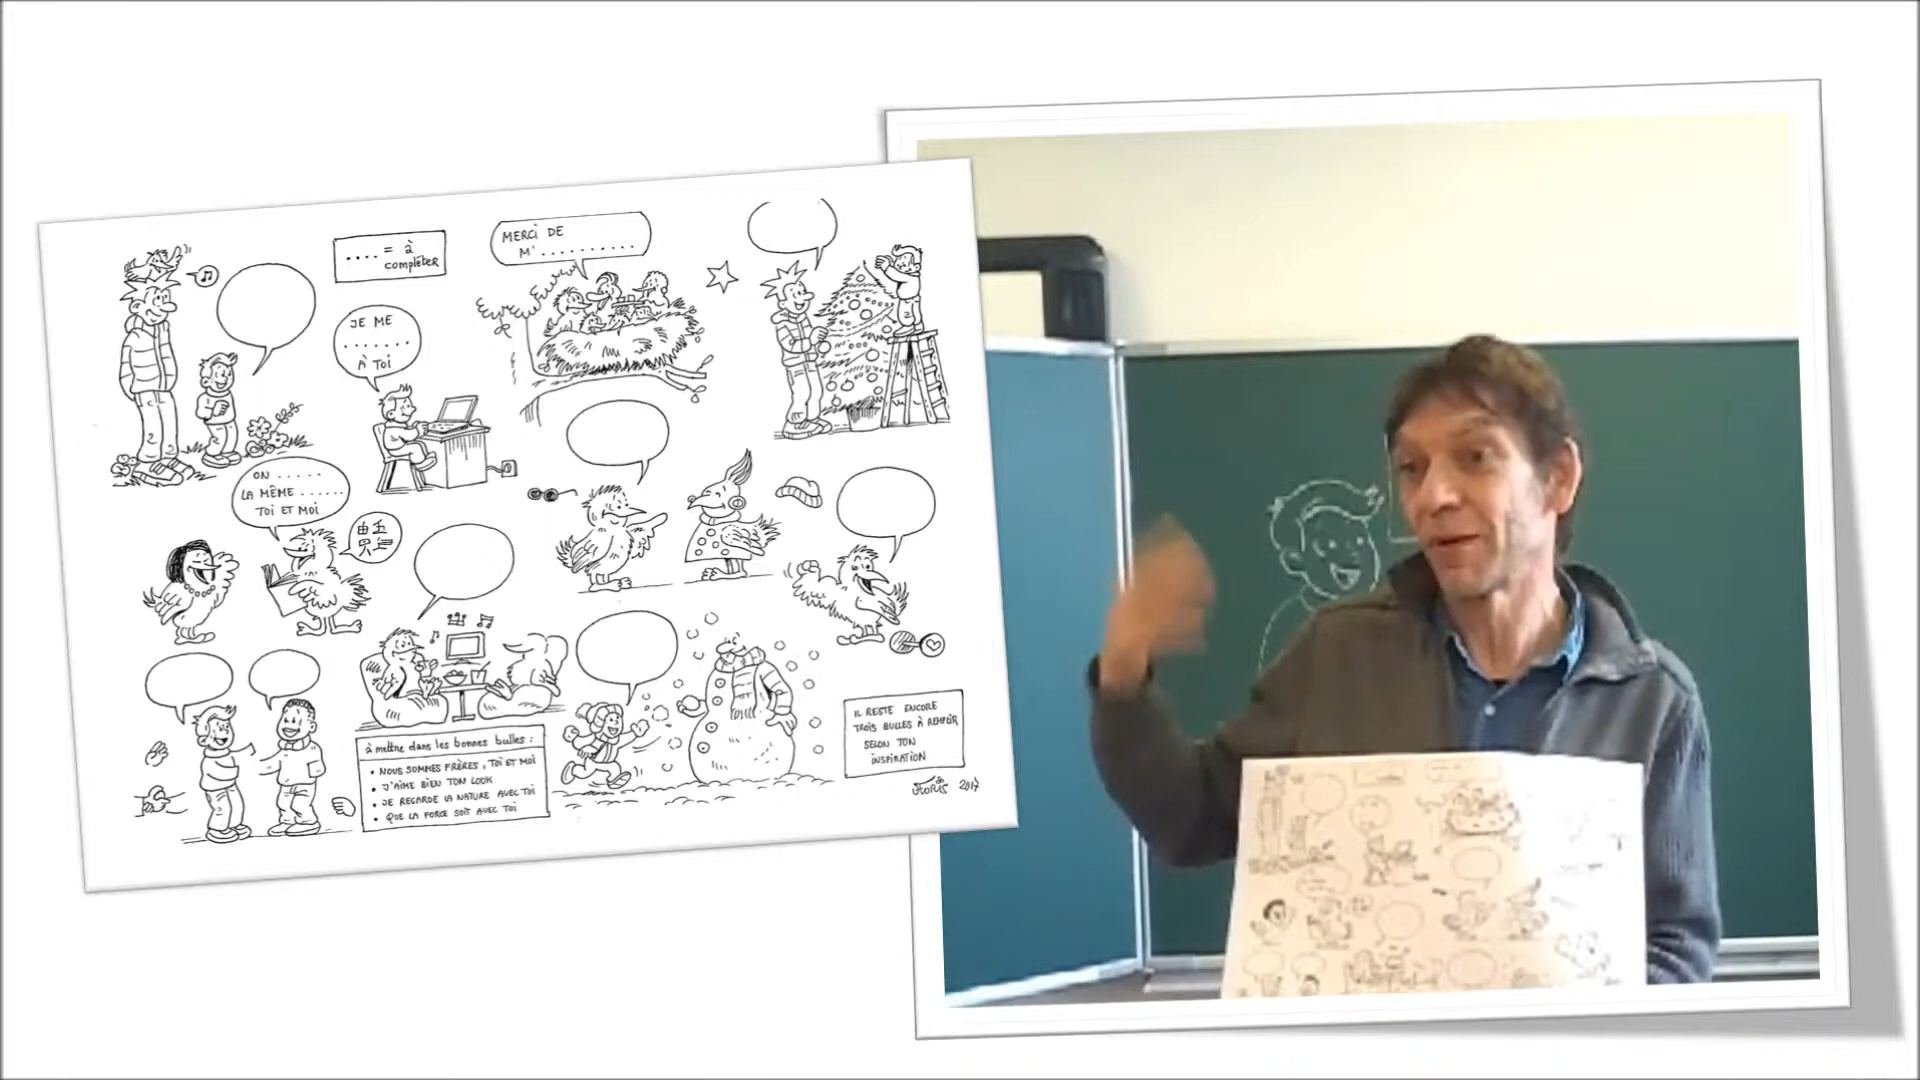 .... = à
compléter
MERCI DE
M' ..........
JE ME
.......
À TOI
ON .....
LA MÊME ......
TOI ET MOI
à mettre dans les bonnes bulles :
• NOUS SOMMES FRÈRES, TOI ET MOI
• J'AIME BIEN TON LOOK
• JE REGARDE LA NATURE AVEC TOI
• QUE LA FORCE SOIT AVEC TOI
IL RESTE ENCORE
TROIS BULLES À REMPLIR
SELON TON
INSPIRATION
FLORIS 2017